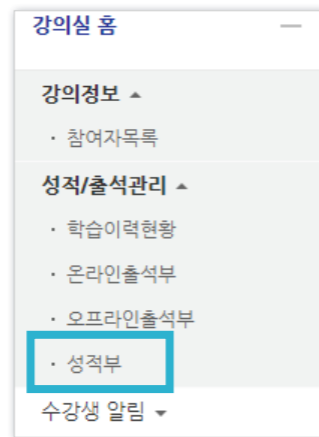 강의실 홈
강의정보 ▲
· 참여자목록
성적/출석관리 ▲
· 학습이력현황
· 온라인출석부
· 오프라인출석부
· 성적부
수강생 알림 ▼